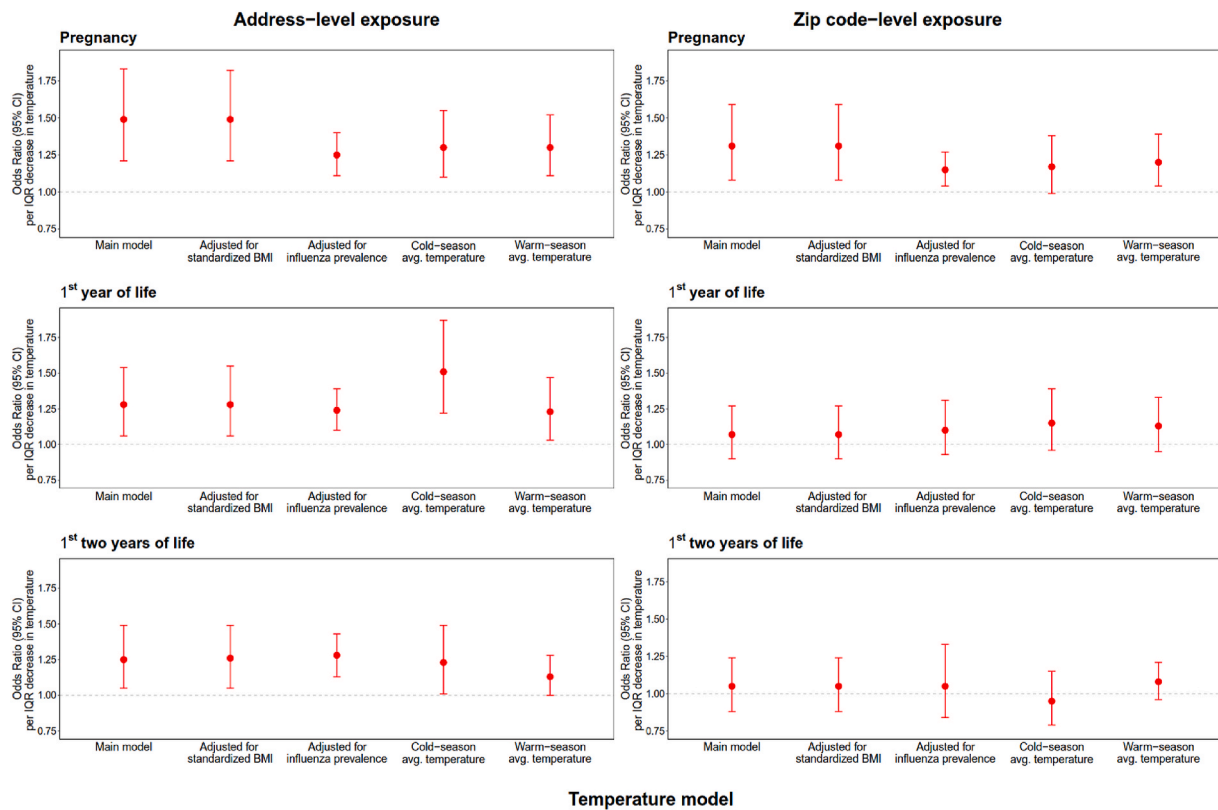 Address−level exposure
Zip code−level exposure
Pregnancy
Odds Ratio (95% CI)
per IQR decrease in temperature
1.75
1.50
1.25
1.00
0.75
Main model
Adjusted for
standardized BMI
Adjusted for
influenza prevalence
Cold−season
avg. temperature
Warm−season
avg. temperature
Pregnancy
Odds Ratio (95% CI)
per IQR decrease in temperature
1.75
1.50
1.25
1.00
0.75
Main model
Adjusted for
standardized BMI
Adjusted for
influenza prevalence
Cold−season
avg. temperature
Warm−season
avg. temperature
1st year of life
Odds Ratio (95% CI)
per IQR decrease in temperature
1.75
1.50
1.25
1.00
0.75
Main model
Adjusted for
standardized BMI
Adjusted for
influenza prevalence
Cold−season
avg. temperature
Warm−season
avg. temperature
1st year of life
Odds Ratio (95% CI)
per IQR decrease in temperature
1.75
1.50
1.25
1.00
0.75
Main model
Adjusted for
standardized BMI
Adjusted for
influenza prevalence
Cold−season
avg. temperature
Warm−season
avg. temperature
1st two years of life
Odds Ratio (95% CI)
per IQR decrease in temperature
1.75
1.50
1.25
1.00
0.75
Main model
Adjusted for
standardized BMI
Adjusted for
influenza prevalence
Cold−season
avg. temperature
Warm−season
avg. temperature
1st two years of life
Odds Ratio (95% CI)
per IQR decrease in temperature
1.75
1.50
1.25
1.00
0.75
Main model
Adjusted for
standardized BMI
Adjusted for
influenza prevalence
Cold−season
avg. temperature
Warm−season
avg. temperature
Temperature model